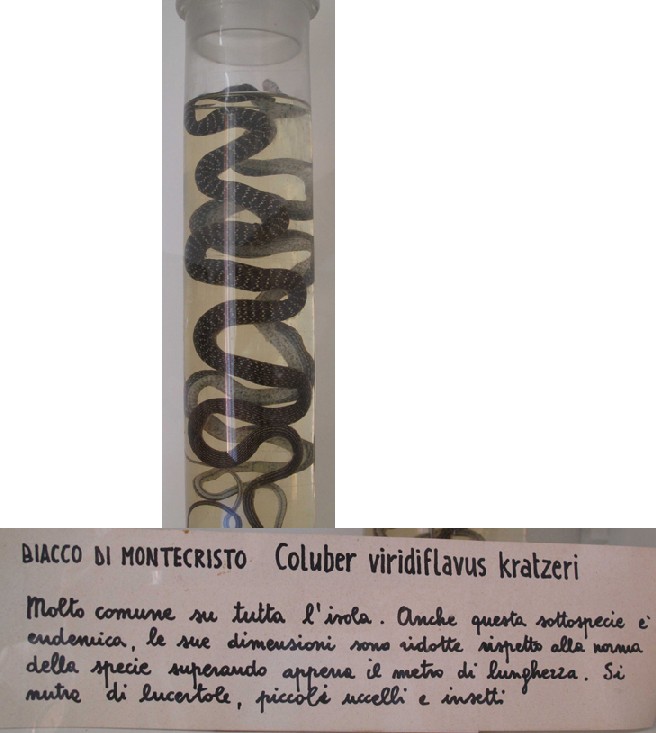 BIACCO DI MONTECRISTO Coluber viridiflavus kratzeri
Molto comune su tutta l'isola. Anche questa sottospecie e'
endemica, le sue dimensioni sono ridotte rispetto alla norma
della specie superando appena il metro di lunghezza. Si
nutre di lucertole, piccoli uccelli e insetti